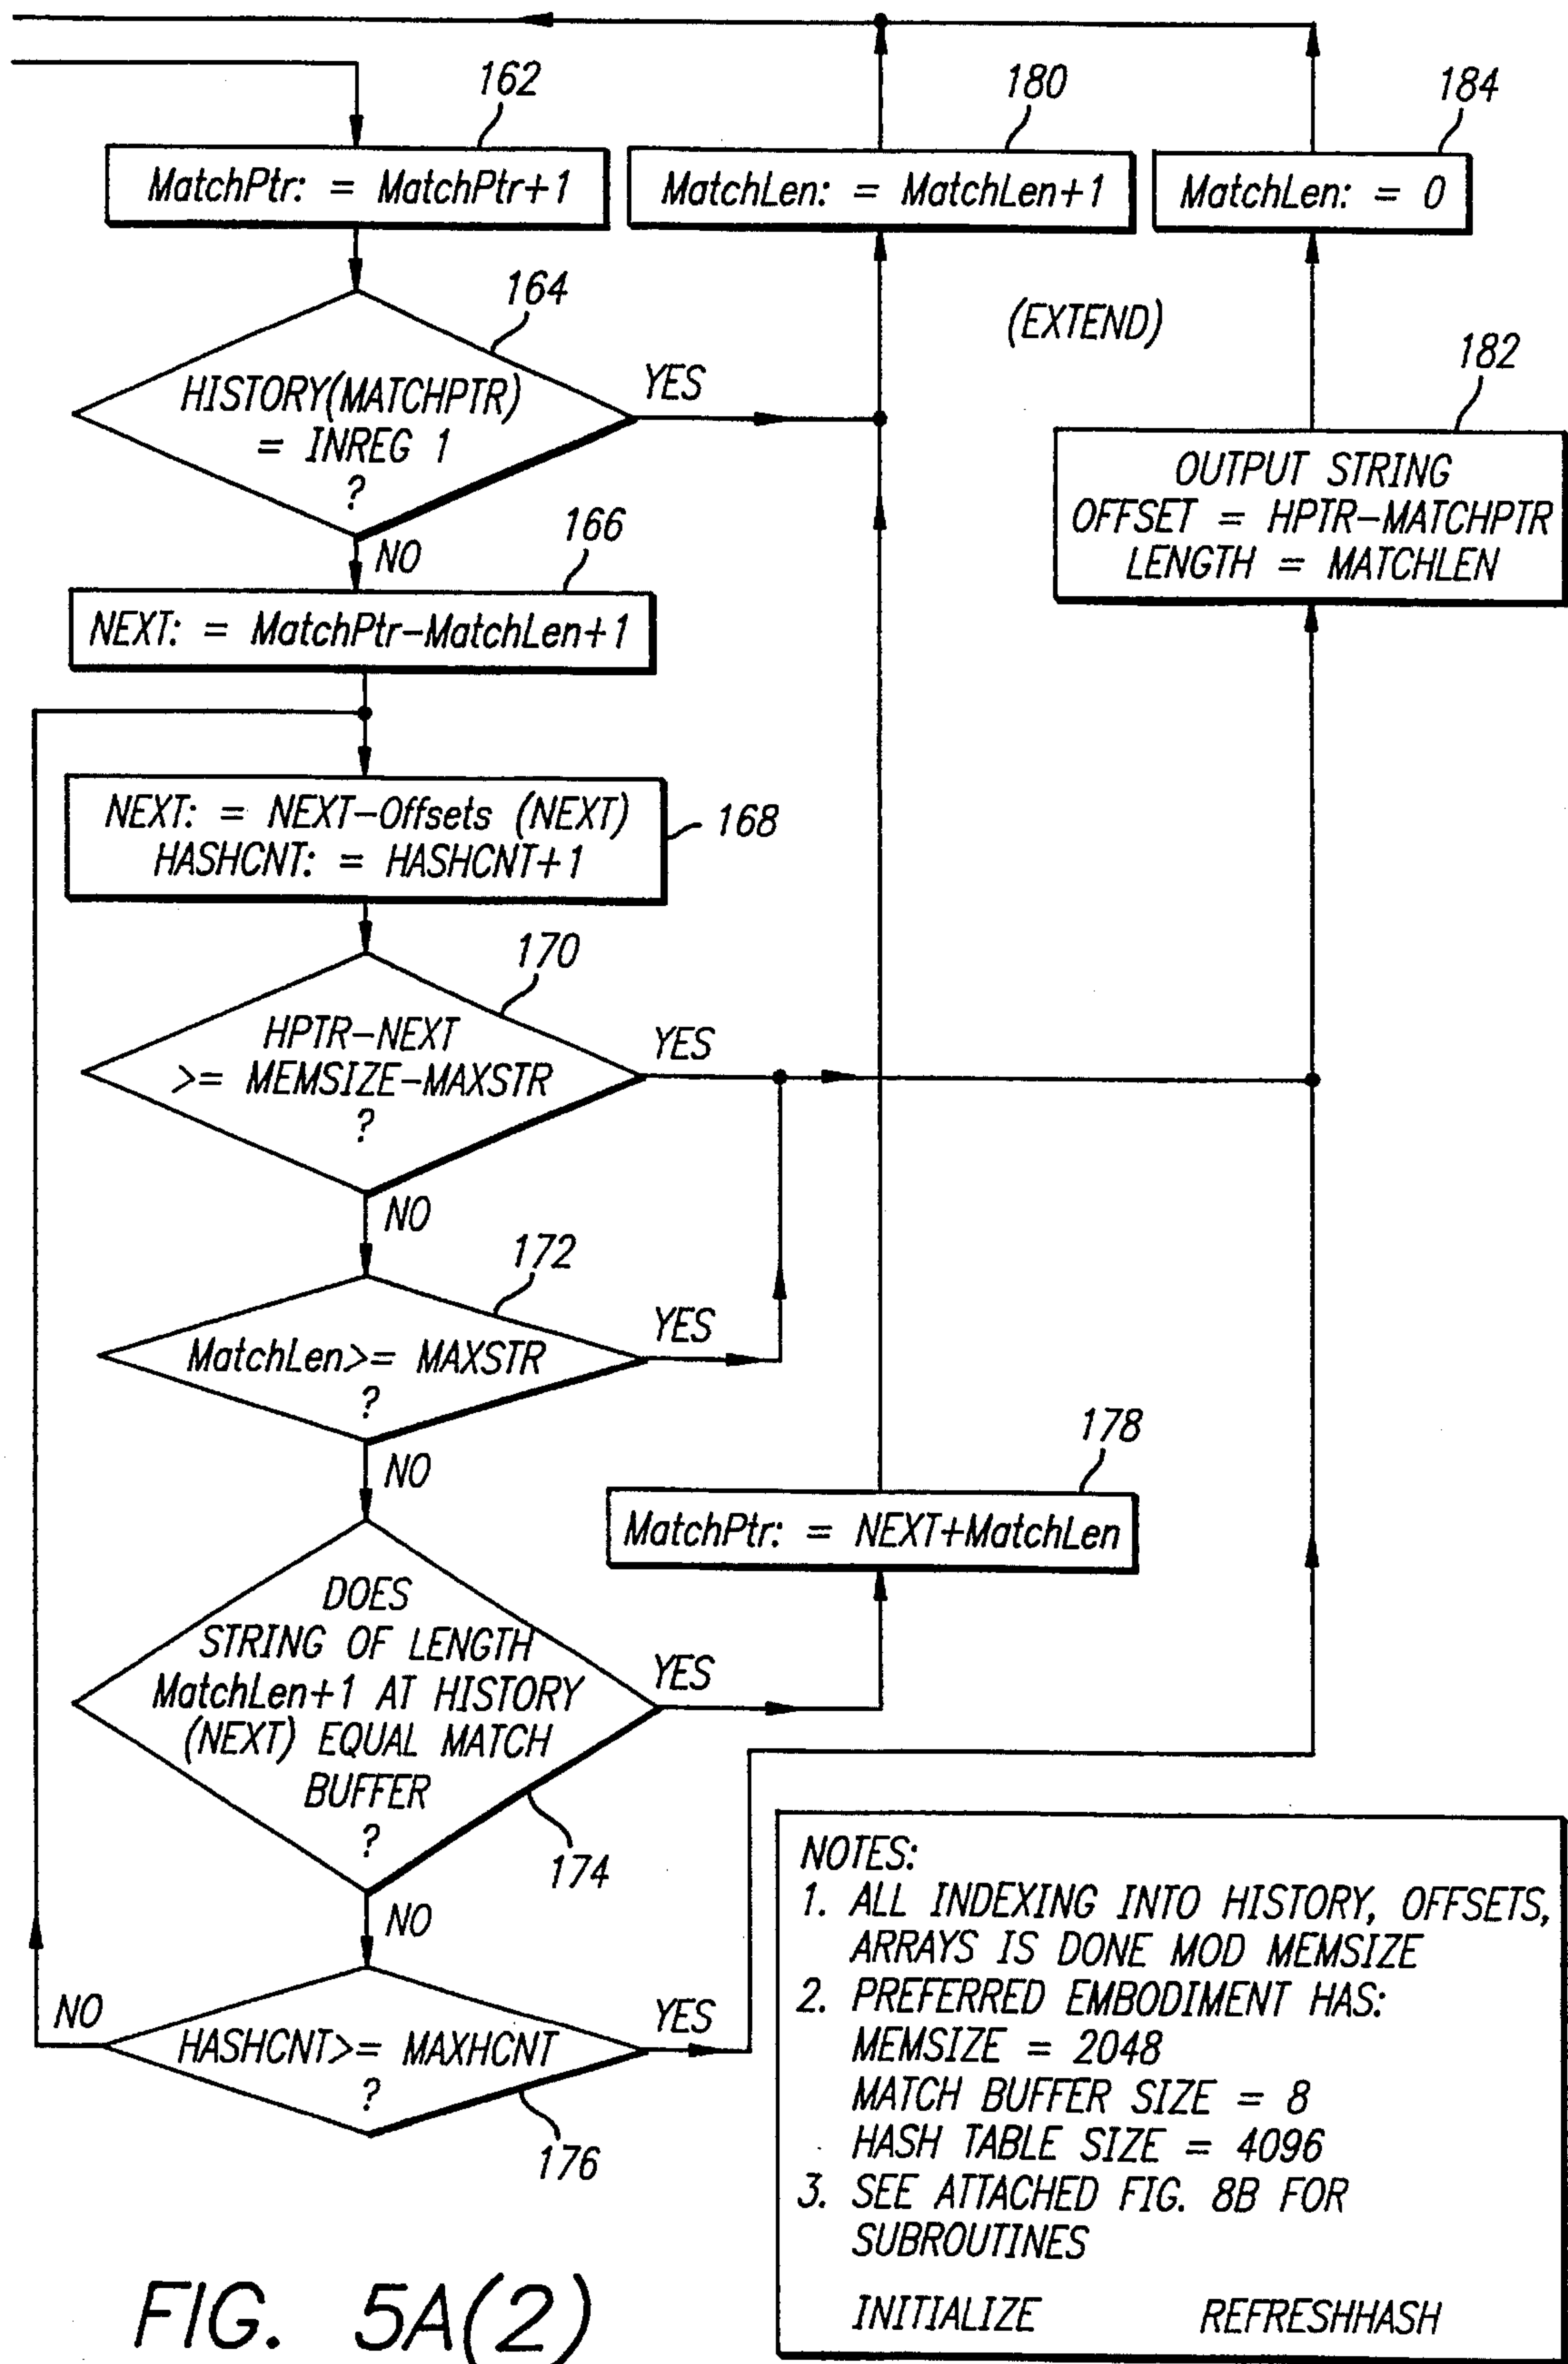 162
MatchPtr: = MatchPtr+1
180
MatchLen: = MatchLen+1
184
MatchLen: = 0
164
HISTORY(MATCHPTR)
= INREG 1
?
YES
NO
(EXTEND)
182
OUTPUT STRING
OFFSET = HPTR-MATCHPTR
LENGTH = MATCHLEN
166
NEXT: = MatchPtr-MatchLen+1
NEXT: = NEXT-Offsets (NEXT)
HASHCNT: = HASHCNT+1
168
170
HPTR-NEXT
>= MEMSIZE-MAXSTR
?
YES
NO
172
MatchLen>= MAXSTR
?
YES
NO
178
MatchPtr: = NEXT+MatchLen
DOES
STRING OF LENGTH
MatchLen+1 AT HISTORY
(NEXT) EQUAL MATCH
BUFFER
?
YES
174
NO
NO
HASHCNT>= MAXHCNT
?
YES
176
NOTES:
1. ALL INDEXING INTO HISTORY, OFFSETS,
ARRAYS IS DONE MOD MEMSIZE
2. PREFERRED EMBODIMENT HAS:
MEMSIZE = 2048
MATCH BUFFER SIZE = 8
HASH TABLE SIZE = 4096
3. SEE ATTACHED FIG. 8B FOR
SUBROUTINES
INITIALIZE REFRESHHASH
FIG. 5A(2)